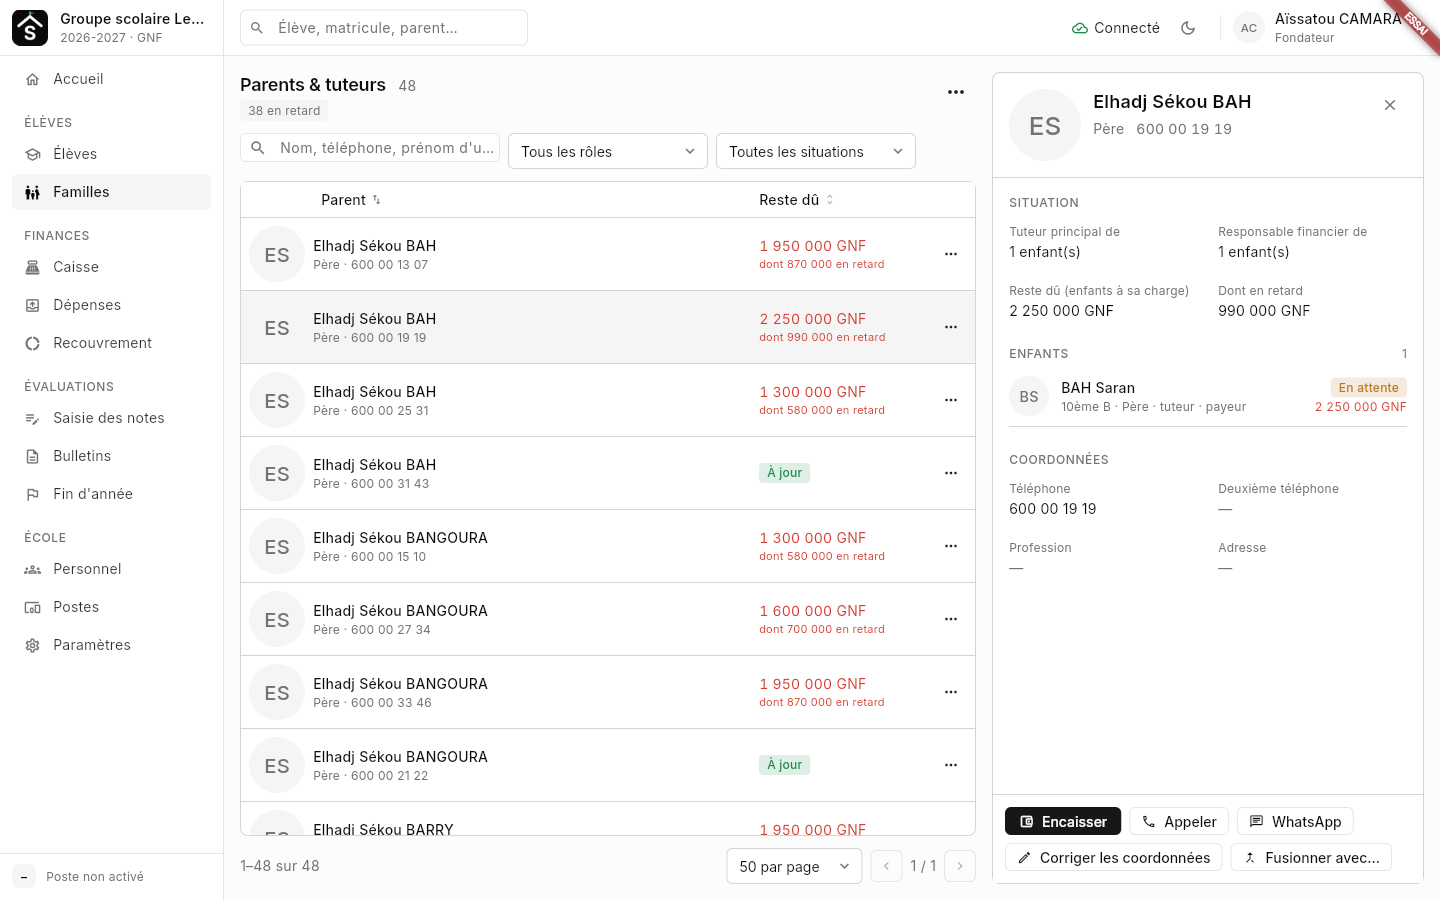 Groupe scolaire Le...
2026-2027 · GNF
Élève, matricule, parent...
Connecté
AC
Aïssatou CAMARA
Fondateur
ESSAI
Accueil
ÉLÈVES
Élèves
Familles
FINANCES
Caisse
Dépenses
Recouvrement
ÉVALUATIONS
Saisie des notes
Bulletins
Fin d'année
ÉCOLE
Personnel
Postes
Paramètres
– Poste non activé
Parents & tuteurs 48
38 en retard
Nom, téléphone, prénom d'u...
Tous les rôles
Toutes les situations
Parent
Reste dû
ES
Elhadj Sékou BAH
Père · 600 00 13 07
1 950 000 GNF
dont 870 000 en retard
ES
Elhadj Sékou BAH
Père · 600 00 19 19
2 250 000 GNF
dont 990 000 en retard
ES
Elhadj Sékou BAH
Père · 600 00 25 31
1 300 000 GNF
dont 580 000 en retard
ES
Elhadj Sékou BAH
Père · 600 00 31 43
À jour
ES
Elhadj Sékou BANGOURA
Père · 600 00 15 10
1 300 000 GNF
dont 580 000 en retard
ES
Elhadj Sékou BANGOURA
Père · 600 00 27 34
1 600 000 GNF
dont 700 000 en retard
ES
Elhadj Sékou BANGOURA
Père · 600 00 33 46
1 950 000 GNF
dont 870 000 en retard
ES
Elhadj Sékou BANGOURA
Père · 600 00 21 22
À jour
ES
Elhadj Sékou BARRY
1 950 000 GNF
1–48 sur 48
50 par page
1 / 1
ES
Elhadj Sékou BAH
Père 600 00 19 19
SITUATION
Tuteur principal de
1 enfant(s)
Responsable financier de
1 enfant(s)
Reste dû (enfants à sa charge)
2 250 000 GNF
Dont en retard
990 000 GNF
ENFANTS 1
BS
BAH Saran
10ème B · Père · tuteur · payeur
En attente
2 250 000 GNF
COORDONNÉES
Téléphone
600 00 19 19
Deuxième téléphone
—
Profession
—
Adresse
—
Encaisser
Appeler
WhatsApp
Corriger les coordonnées
Fusionner avec...